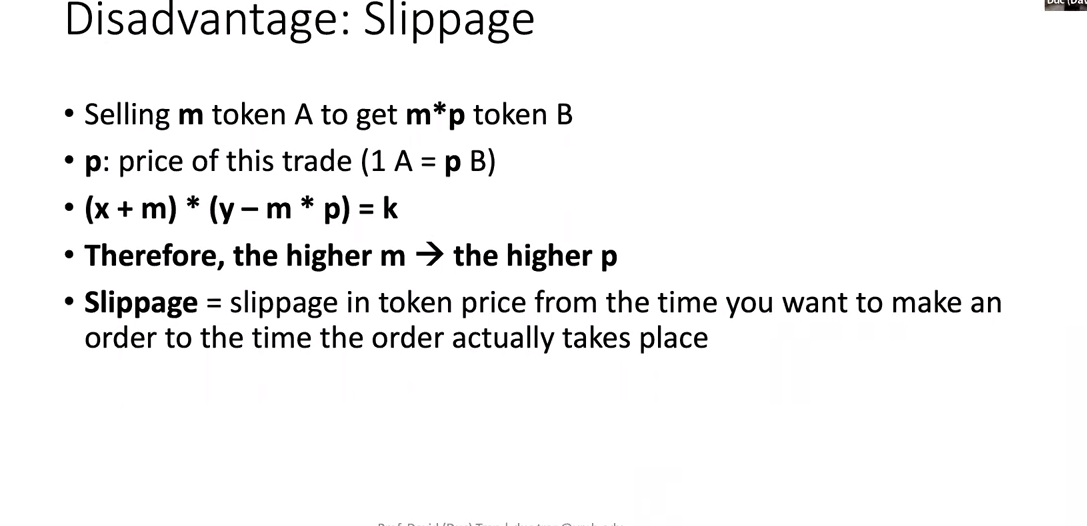 Disadvantage: Slippage
• Selling m token A to get m*p token B
• p: price of this trade (1 A = p B)
• (x + m) * (y – m * p) = k
• Therefore, the higher m → the higher p
• Slippage = slippage in token price from the time you want to make an
order to the time the order actually takes place